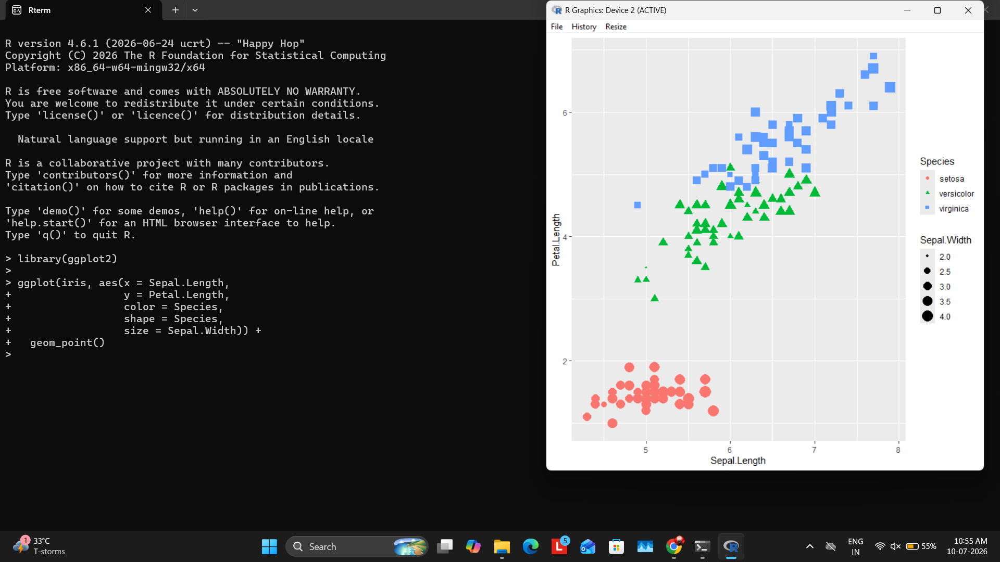 Rterm
R version 4.6.1 (2026-06-24 ucrt) -- "Happy Hop"
Copyright (C) 2026 The R Foundation for Statistical Computing
Platform: x86_64-w64-mingw32/x64
R is free software and comes with ABSOLUTELY NO WARRANTY.
You are welcome to redistribute it under certain conditions.
Type 'license()' or 'licence()' for distribution details.
  Natural language support but running in an English locale
R is a collaborative project with many contributors.
Type 'contributors()' for more information and
'citation()' on how to cite R or R packages in publications.
Type 'demo()' for some demos, 'help()' for on-line help, or
'help.start()' for an HTML browser interface to help.
Type 'q()' to quit R.
> library(ggplot2)
>
> ggplot(iris, aes(x = Sepal.Length,
+                  y = Petal.Length,
+                  color = Species,
+                  shape = Species,
+                  size = Sepal.Width)) +
+   geom_point()
>
R Graphics: Device 2 (ACTIVE)
File History Resize
6
4
2
Petal.Length
5 6 7 8
Sepal.Length
Species
setosa
versicolor
virginica
Sepal.Width
2.0
2.5
3.0
3.5
4.0
1
33°C
T-storms
Search
5
ENG
IN
55%
10:55 AM
10-07-2026